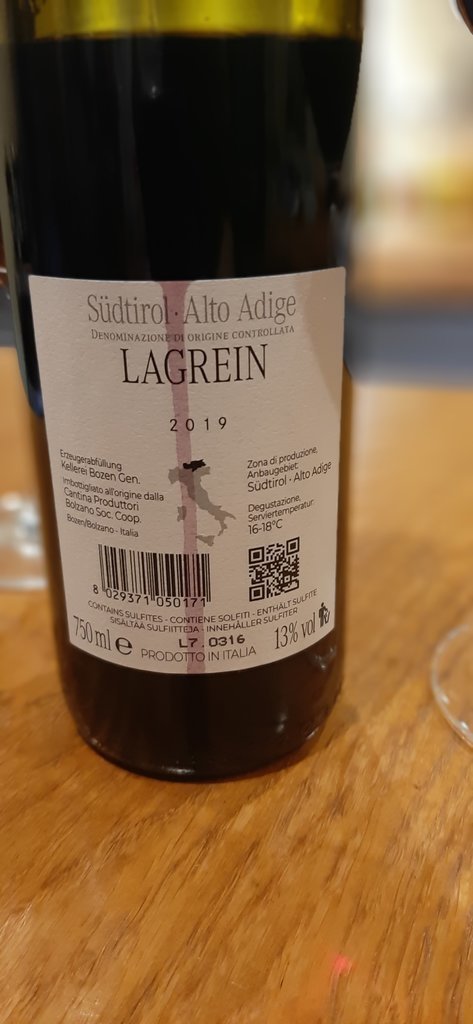 Südtirol · Alto Adige
DENOMINAZIONE DI ORIGINE CONTROLLATA
LAGREIN
2019
Erzeugerabfüllung
Kellerei Bozen Gen.
Imbottigliato all'origine dalla
Cantina Produttori
Bolzano Soc. Coop.
Bozen/Bolzano - Italia
Zona di produzione,
Anbaugebiet:
Südtirol · Alto Adige
Degustazione,
Serviertemperatur:
16-18°C
8 029371 050171
CONTAINS SULFITES - CONTIENE SOLFITI - ENTHÄLT SULFITE
SISÄLTÄÄ SULFIITTEJA - INNEHÅLLER SULFITER
750 ml e L7.0316 13% vol
PRODOTTO IN ITALIA